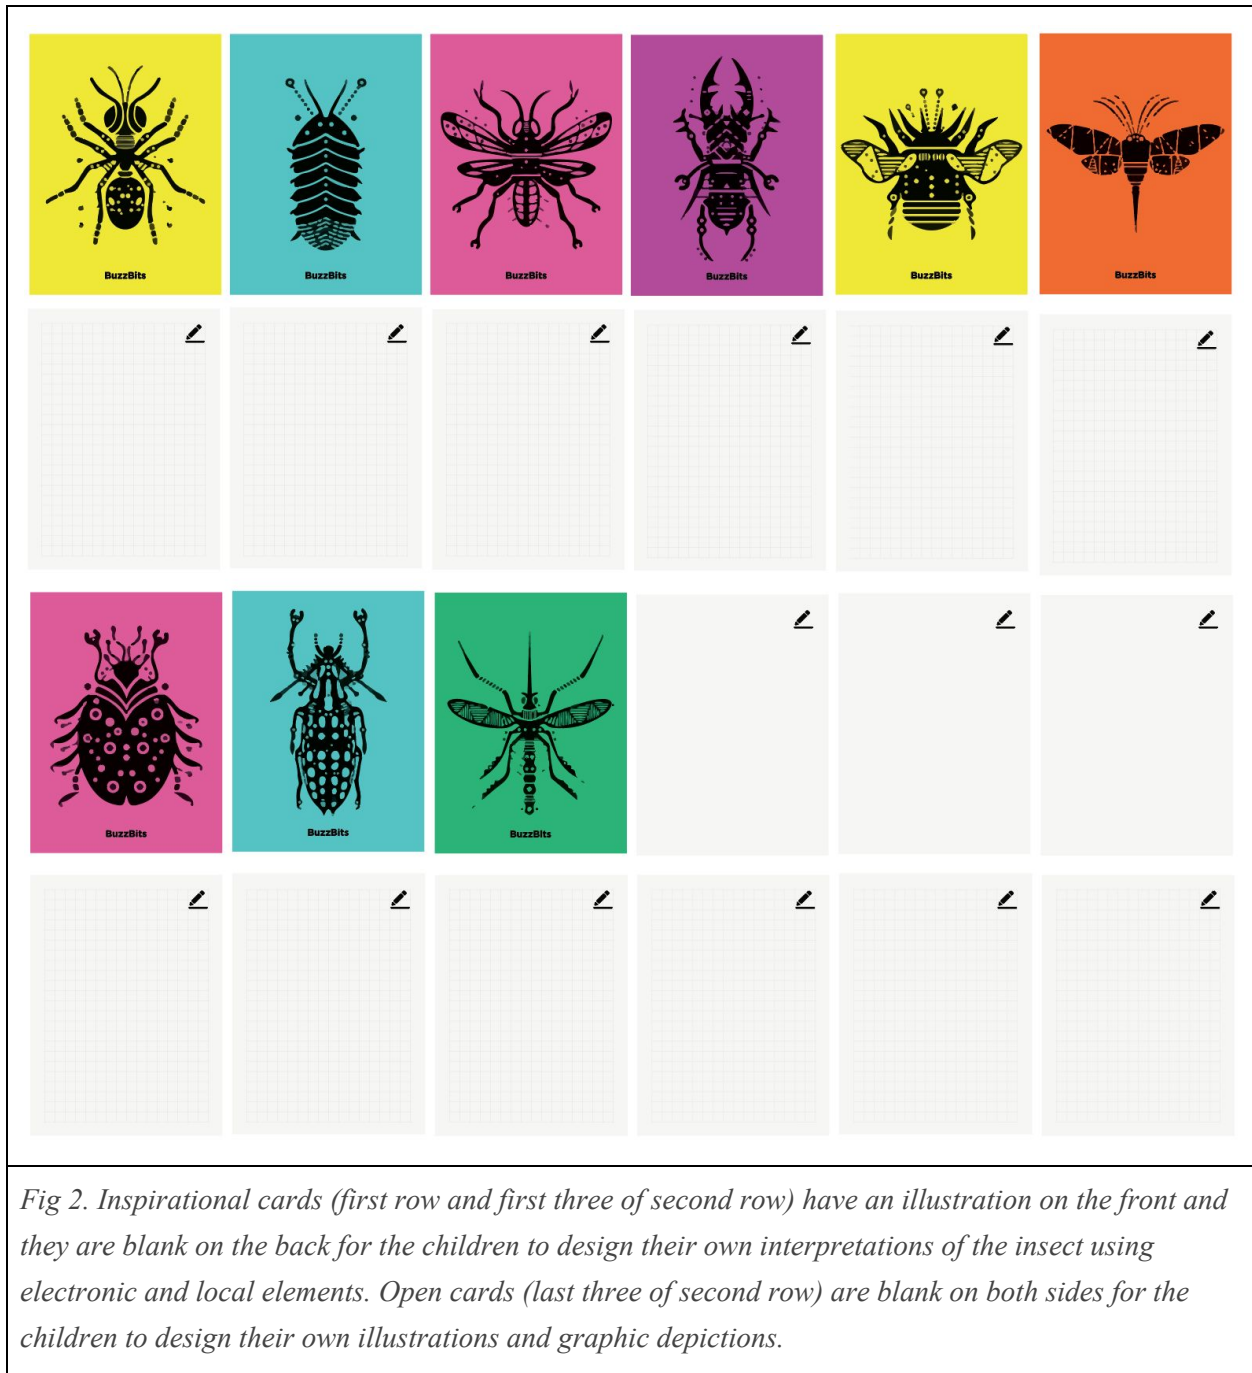 BuzzBits
BuzzBits
BuzzBits
BuzzBits
BuzzBits
BuzzBits
BuzzBits
BuzzBits
BuzzBits
Fig 2. Inspirational cards (first row and first three of second row) have an illustration on the front and
they are blank on the back for the children to design their own interpretations of the insect using
electronic and local elements. Open cards (last three of second row) are blank on both sides for the
children to design their own illustrations and graphic depictions.